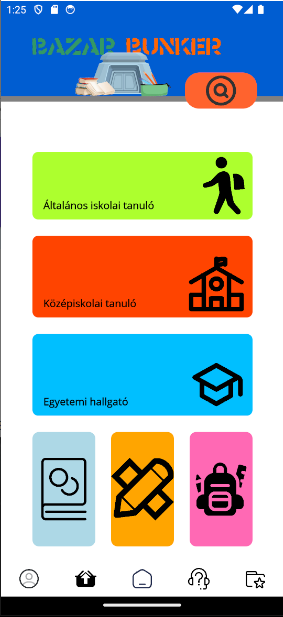 1:25
BAZAR BUNKER
Általános iskolai tanuló
Középiskolai tanuló
Egyetemi hallgató